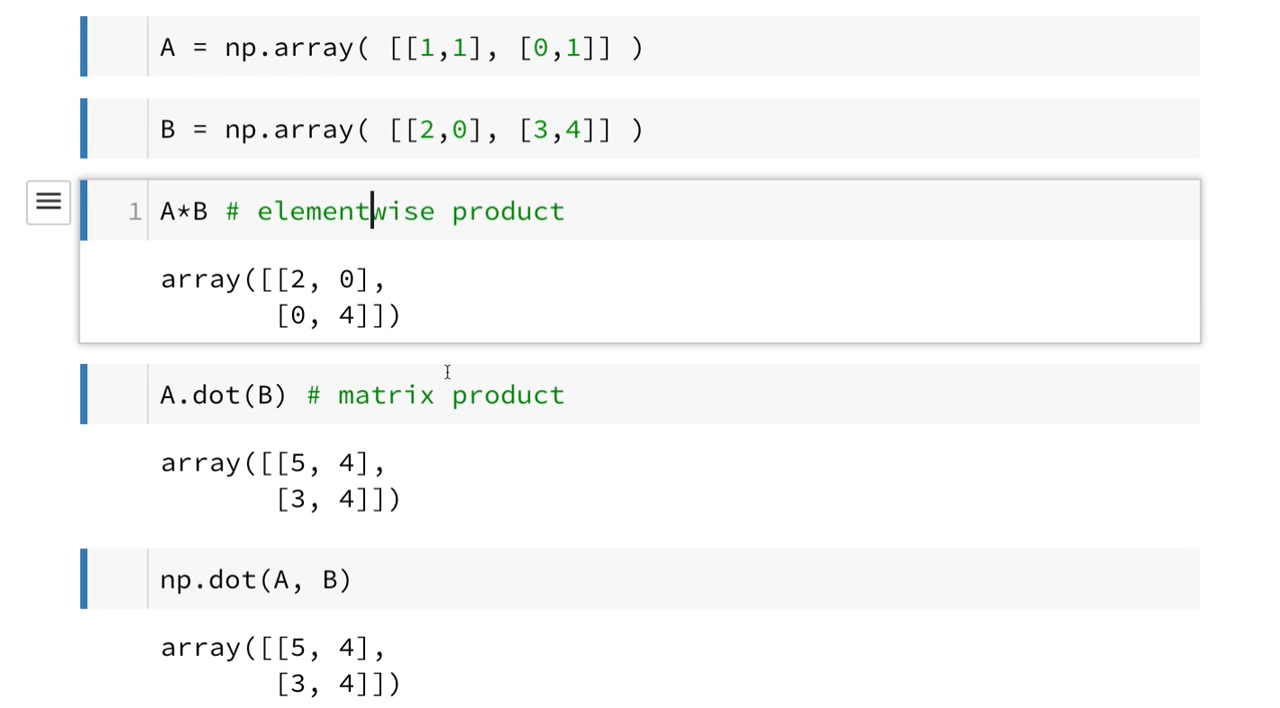 A = np.array( [[1,1], [0,1]] )
B = np.array( [[2,0], [3,4]] )
1 A*B # elementwise product
array([[2, 0],
       [0, 4]])
A.dot(B) # matrix product
array([[5, 4],
       [3, 4]])
np.dot(A, B)
array([[5, 4],
       [3, 4]])